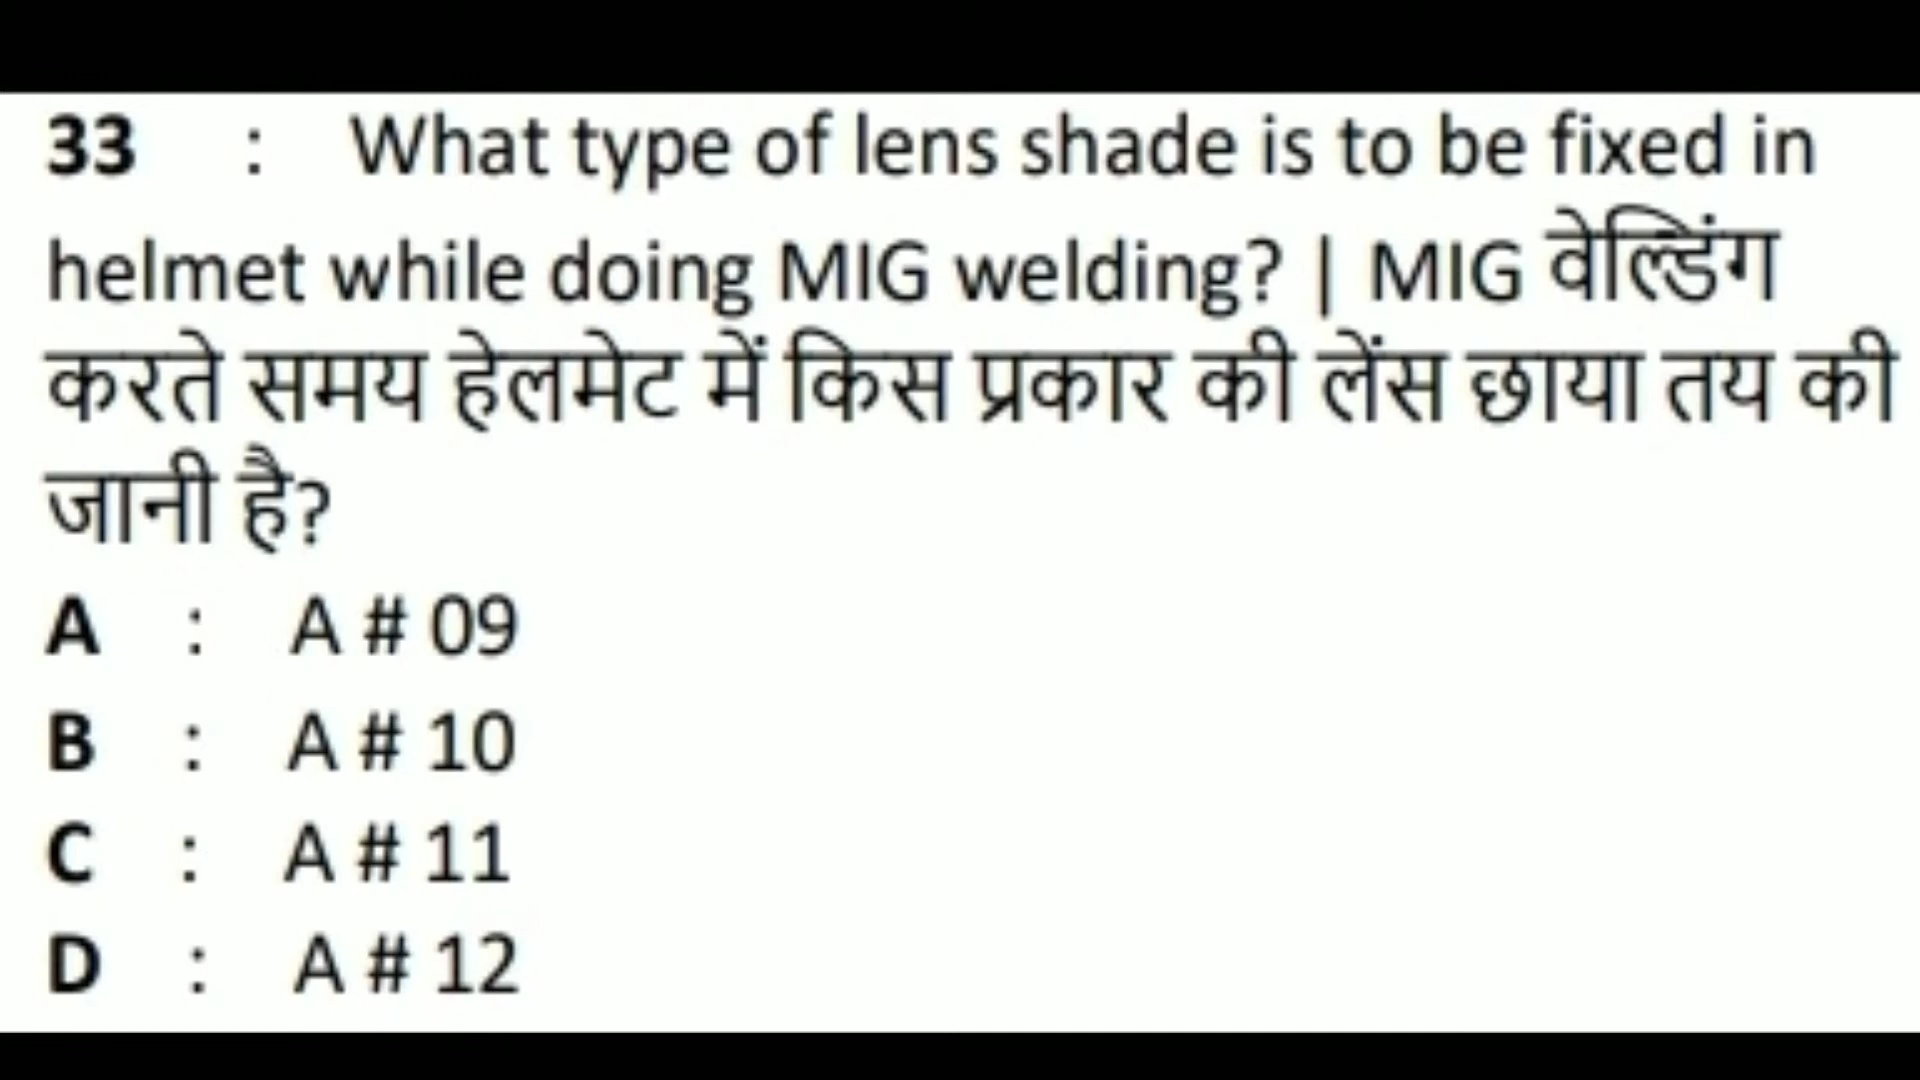 33 : What type of lens shade is to be fixed in
helmet while doing MIG welding? | MIG वेल्डिंग
करते समय हेलमेट में किस प्रकार की लेंस छाया तय की
जानी है?
A : A # 09
B : A # 10
C : A # 11
D : A # 12